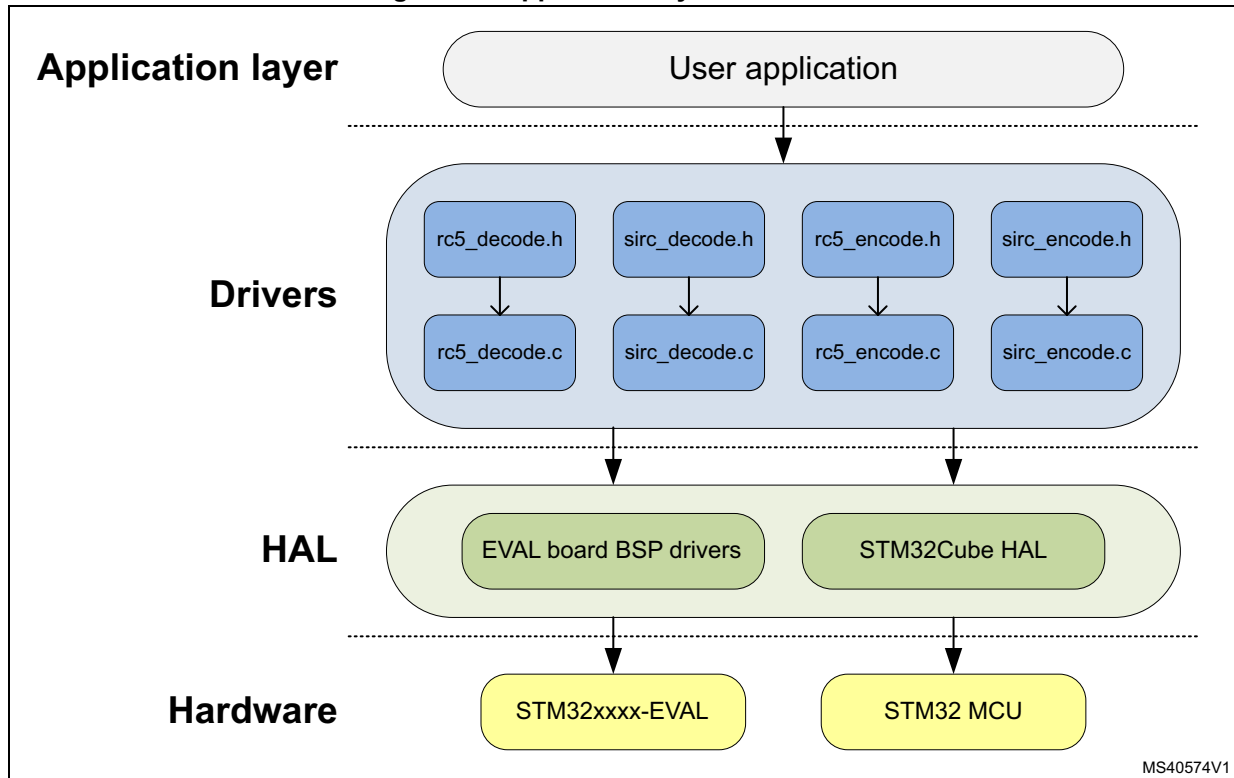 Application layer
User application
rc5_decode.h
sirc_decode.h
rc5_encode.h
sirc_encode.h
Drivers
rc5_decode.c
sirc_decode.c
rc5_encode.c
sirc_encode.c
HAL
EVAL board BSP drivers
STM32Cube HAL
Hardware
STM32xxxx-EVAL
STM32 MCU
MS40574V1